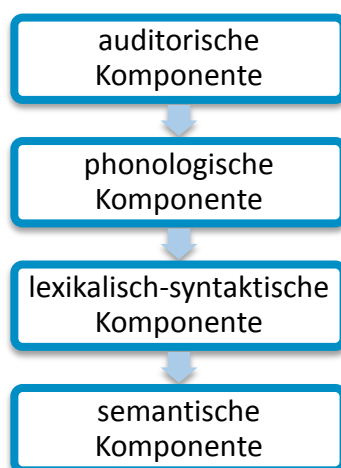 auditorische
Komponente
phonologische
Komponente
lexikalisch-syntaktische
Komponente
semantische
Komponente